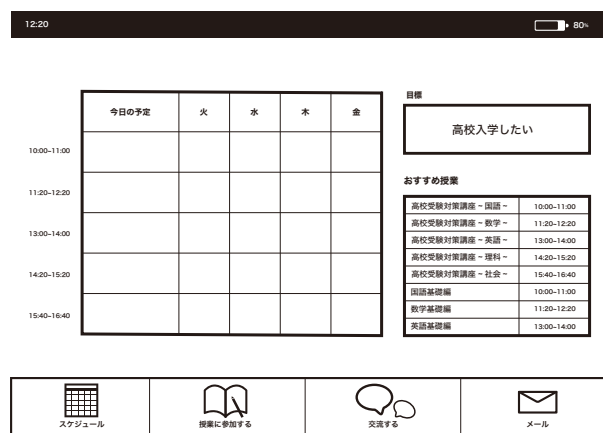 12:20
80%
今日の予定 火 水 木 金
10:00-11:00
11:20-12:20
13:00-14:00
14:20-15:20
15:40-16:40
目標
高校入学したい
おすすめ授業
高校受験対策講座 ~ 国語 ~ 10:00-11:00
高校受験対策講座 ~ 数学 ~ 11:20-12:20
高校受験対策講座 ~ 英語 ~ 13:00-14:00
高校受験対策講座 ~ 理科 ~ 14:20-15:20
高校受験対策講座 ~ 社会 ~ 15:40-16:40
国語基礎編 10:00-11:00
数学基礎編 11:20-12:20
英語基礎編 13:00-14:00
スケジュール
授業に参加する
交流する
メール